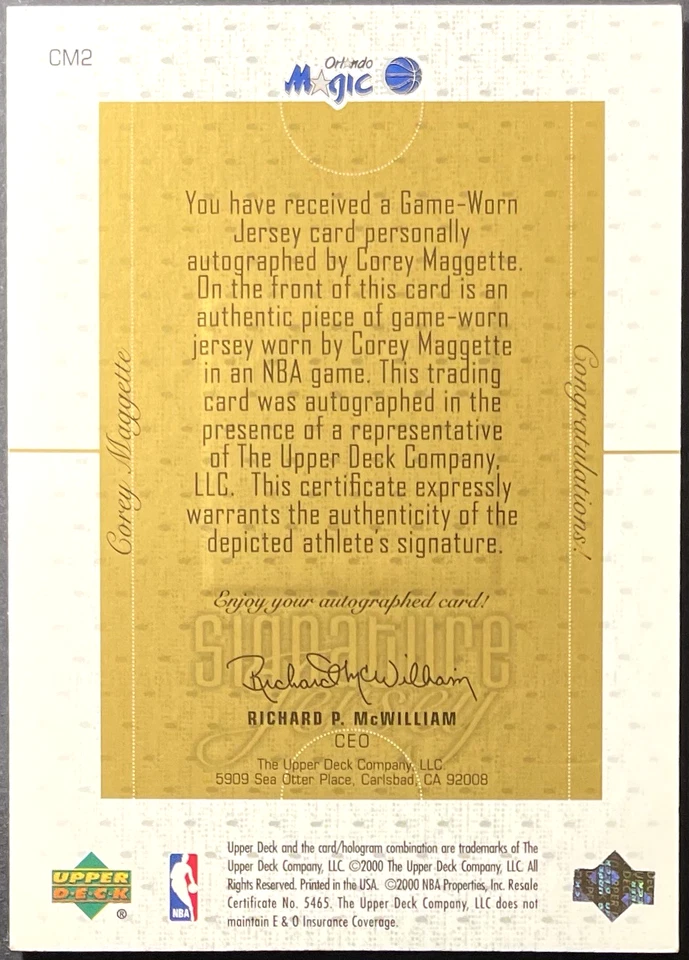 CM2
Orlando
Magic
You have received a Game-Worn
Jersey card personally
autographed by Corey Maggette.
On the front of this card is an
authentic piece of game-worn
jersey worn by Corey Maggette
in an NBA game. This trading
card was autographed in the
presence of a representative
of The Upper Deck Company,
LLC. This certificate expressly
warrants the authenticity of the
depicted athlete's signature.
Corey Maggette
Congratulations!
Enjoy your autographed card!
signature
jersey
Richard McWilliam
RICHARD P. McWILLIAM
CEO
The Upper Deck Company, LLC.
5909 Sea Otter Place, Carlsbad, CA 92008
UPPER
DECK
®
NBA
Upper Deck and the card/hologram combination are trademarks of The
Upper Deck Company, LLC. ©2000 The Upper Deck Company, LLC. All
Rights Reserved. Printed in the USA. ©2000 NBA Properties, Inc. Resale
Certificate No. 5465. The Upper Deck Company, LLC does not
maintain E & O Insurance Coverage.